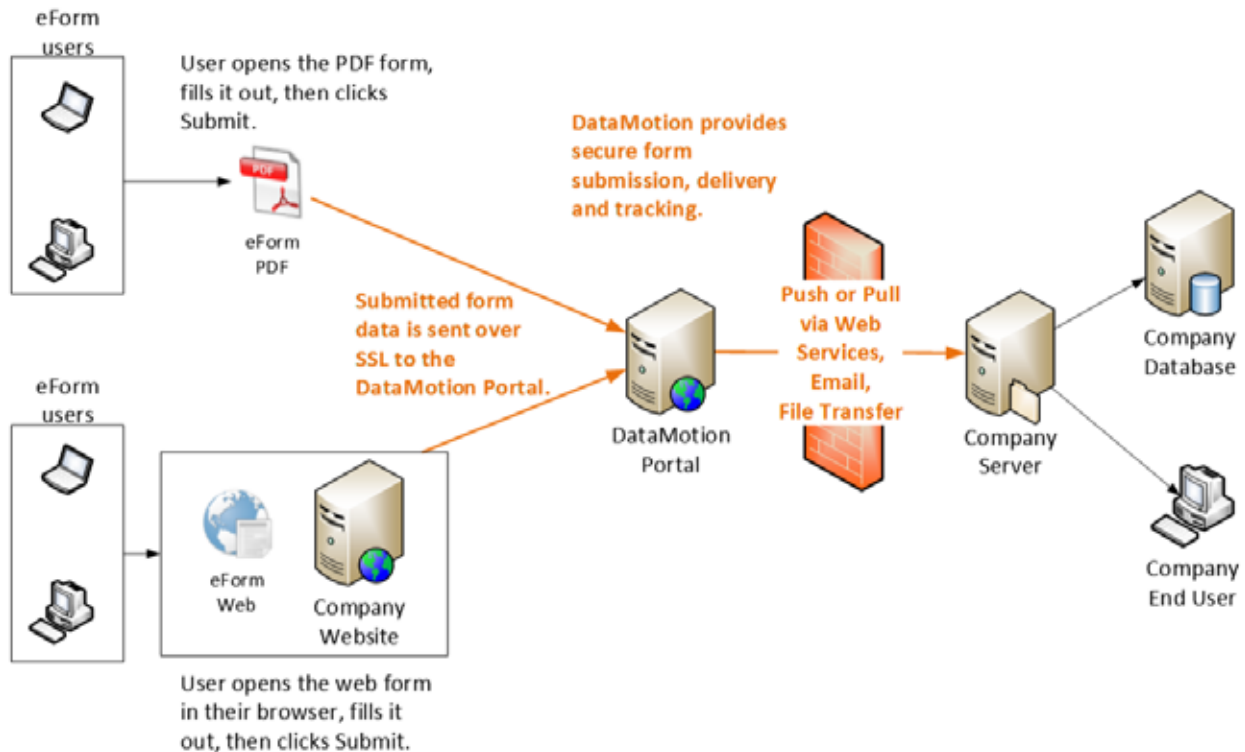 eForm
users
User opens the PDF form,
fills it out, then clicks
Submit.
PDF
eForm
PDF
DataMotion provides
secure form
submission, delivery
and tracking.
Submitted form
data is sent over
SSL to the
DataMotion Portal.
Push or Pull
via Web
Services,
Email,
File Transfer
DataMotion
Portal
Company
Server
Company
Database
Company
End User
eForm
users
eForm
Web
Company
Website
User opens the web form
in their browser, fills it
out, then clicks Submit.